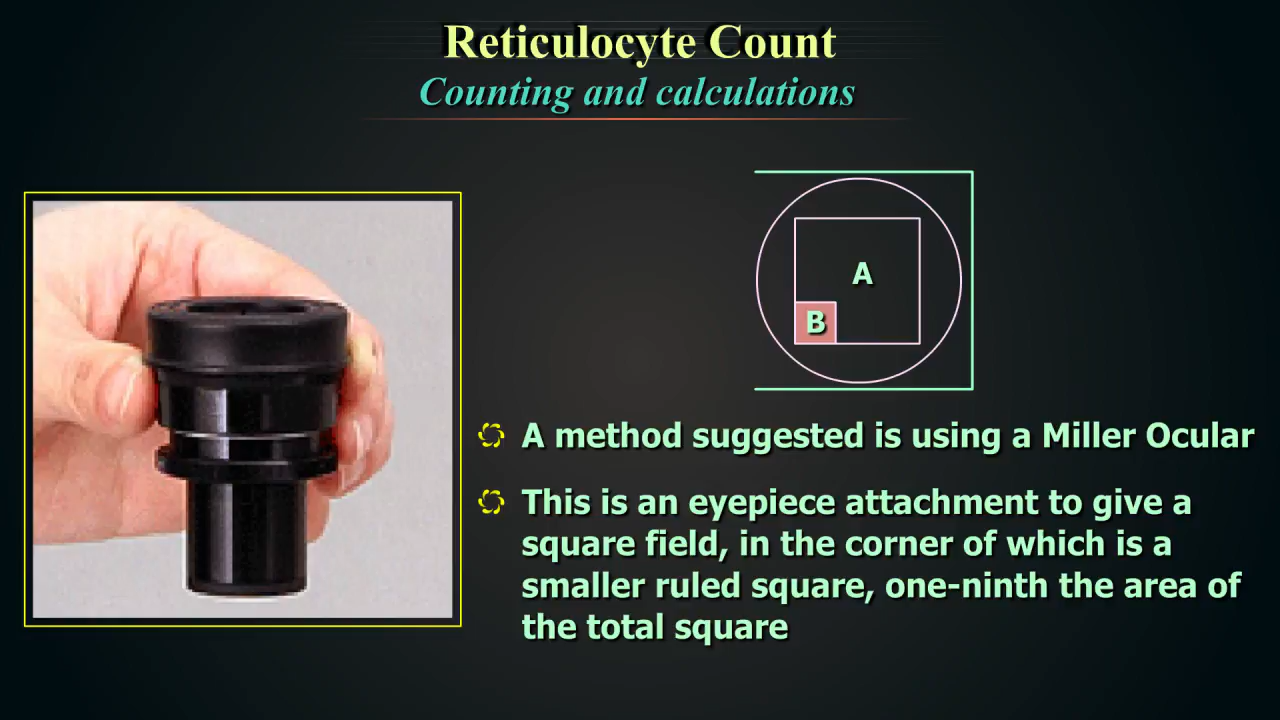 Reticulocyte Count
Counting and calculations
A
B
A method suggested is using a Miller Ocular
This is an eyepiece attachment to give a
square field, in the corner of which is a
smaller ruled square, one-ninth the area of
the total square